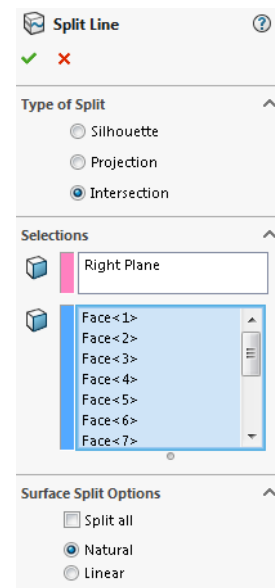 Split Line
Type of Split
Silhouette
Projection
Intersection
Selections
Right Plane
Face<1>
Face<2>
Face<3>
Face<4>
Face<5>
Face<6>
Face<7>
Surface Split Options
Split all
Natural
Linear